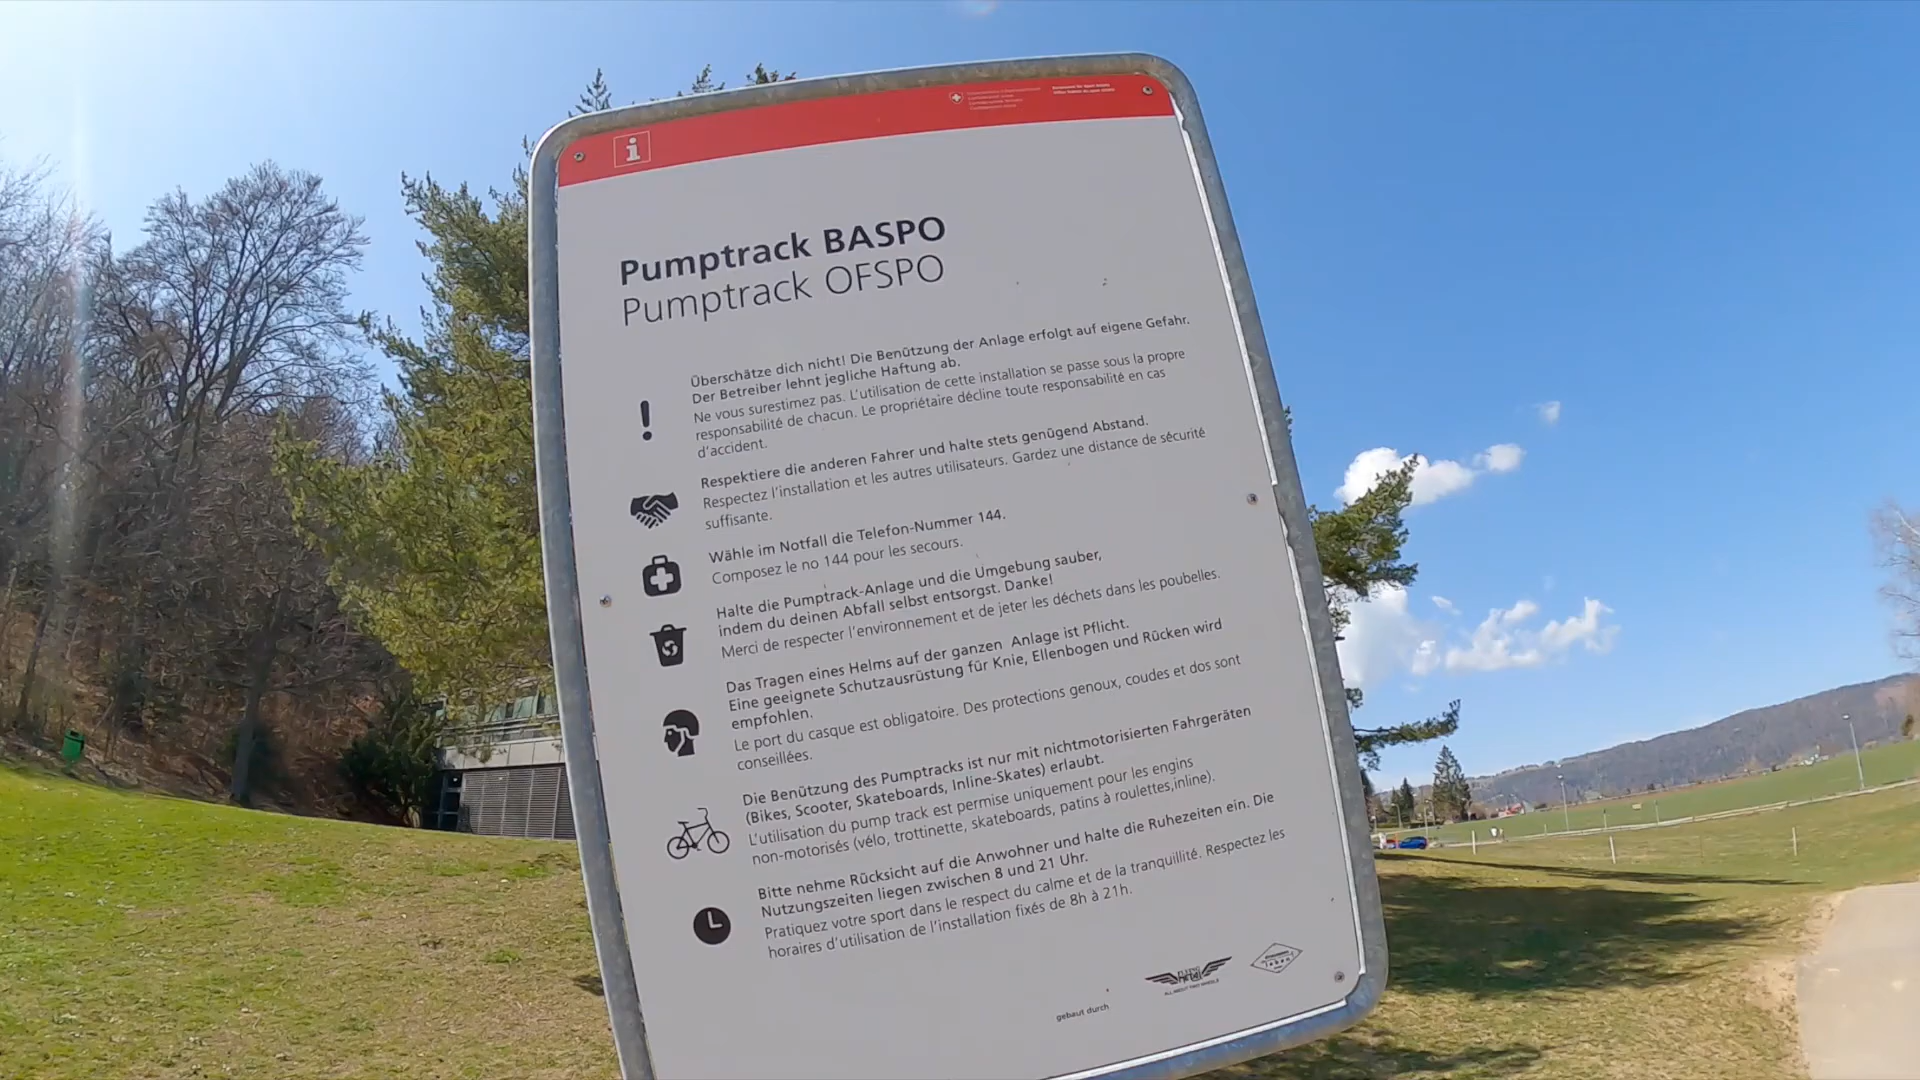 Pumptrack BASPO
Pumptrack OFSPO
Überschätze dich nicht! Die Benützung der Anlage erfolgt auf eigene Gefahr.
Der Betreiber lehnt jegliche Haftung ab.
Ne vous surestimez pas. L'utilisation de cette installation se passe sous la propre
responsabilité de chacun. Le propriétaire décline toute responsabilité en cas
d'accident.
Respektiere die anderen Fahrer und halte stets genügend Abstand.
Respectez l'installation et les autres utilisateurs. Gardez une distance de sécurité
suffisante.
Wähle im Notfall die Telefon-Nummer 144.
Composez le no 144 pour les secours.
Halte die Pumptrack-Anlage und die Umgebung sauber,
indem du deinen Abfall selbst entsorgst. Danke!
Merci de respecter l'environnement et de jeter les déchets dans les poubelles.
Das Tragen eines Helms auf der ganzen Anlage ist Pflicht.
Eine geeignete Schutzausrüstung für Knie, Ellenbogen und Rücken wird
empfohlen.
Le port du casque est obligatoire. Des protections genoux, coudes et dos sont
conseillées.
Die Benützung des Pumptracks ist nur mit nichtmotorisierten Fahrgeräten
(Bikes, Scooter, Skateboards, Inline-Skates) erlaubt.
L'utilisation du pump track est permise uniquement pour les engins
non-motorisés (vélo, trottinette, skateboards, patins à roulettes,inline).
Bitte nehme Rücksicht auf die Anwohner und halte die Ruhezeiten ein. Die
Nutzungszeiten liegen zwischen 8 und 21 Uhr.
Pratiquez votre sport dans le respect du calme et de la tranquillité. Respectez les
horaires d'utilisation de l'installation fixés de 8h à 21h.
gebaut durch
FLYING METAL
ALL ABOUT TWO WHEELS